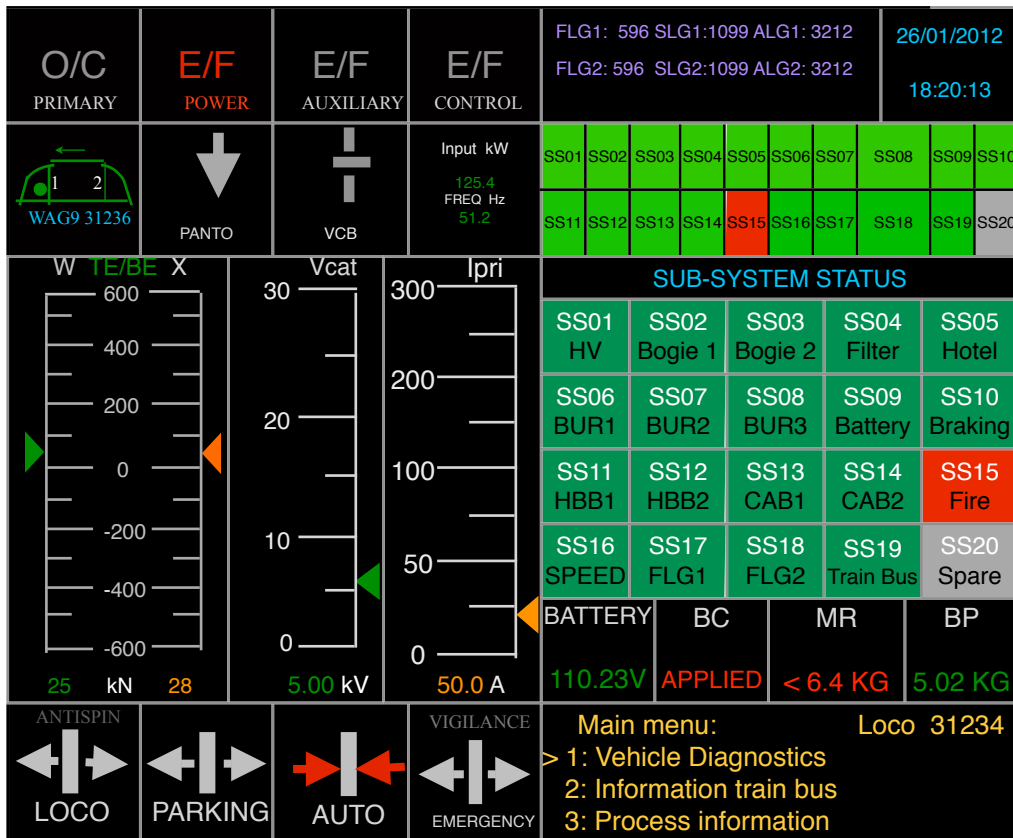 O/C
PRIMARY
E/F
POWER
E/F
AUXILIARY
E/F
CONTROL
FLG1: 596 SLG1:1099 ALG1: 3212
FLG2: 596 SLG2:1099 ALG2: 3212
26/01/2012
18:20:13
1 2
WAG9 31236
PANTO
VCB
Input kW
125.4
FREQ Hz
51.2
SS01 SS02 SS03 SS04 SS05 SS06 SS07 SS08 SS09 SS10
SS11 SS12 SS13 SS14 SS15 SS16 SS17 SS18 SS19 SS20
W TE/BE X
600
400
200
0
-200
-400
-600
25 kN 28
Vcat
30
20
10
0
5.00 kV
Ipri
300
200
100
50
0
50.0 A
SUB-SYSTEM STATUS
SS01 SS02 SS03 SS04 SS05
HV Bogie 1 Bogie 2 Filter Hotel
SS06 SS07 SS08 SS09 SS10
BUR1 BUR2 BUR3 Battery Braking
SS11 SS12 SS13 SS14 SS15
HBB1 HBB2 CAB1 CAB2 Fire
SS16 SS17 SS18 SS19 SS20
SPEED FLG1 FLG2 Train Bus Spare
BATTERY BC MR BP
110.23V APPLIED < 6.4 KG 5.02 KG
ANTISPIN
LOCO
PARKING
AUTO
VIGILANCE
EMERGENCY
Main menu: Loco 31234
> 1: Vehicle Diagnostics
2: Information train bus
3: Process information